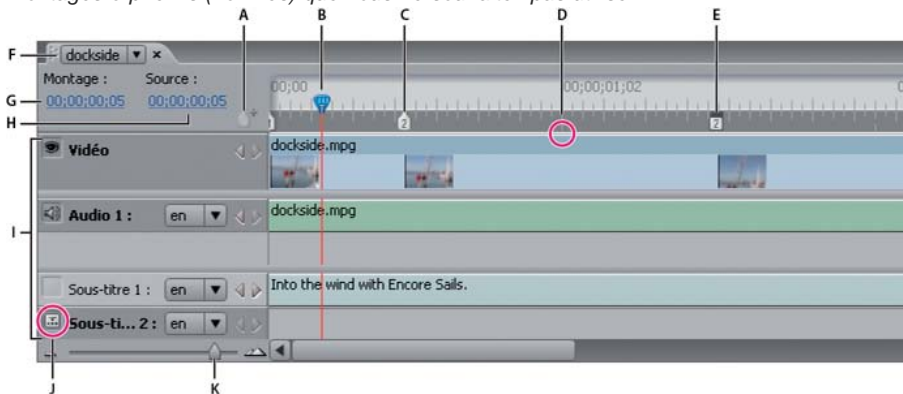 A B C D E
F dockside
Montage : Source :
G 00;00;00;05 00;00;00;05
00;00 00;00;01;02
H
2 2
Vidéo dockside.mpg
I
Audio 1 : en dockside.mpg
Sous-titre 1 : en Into the wind with Encore Sails.
Sous-ti... 2 : en
J K